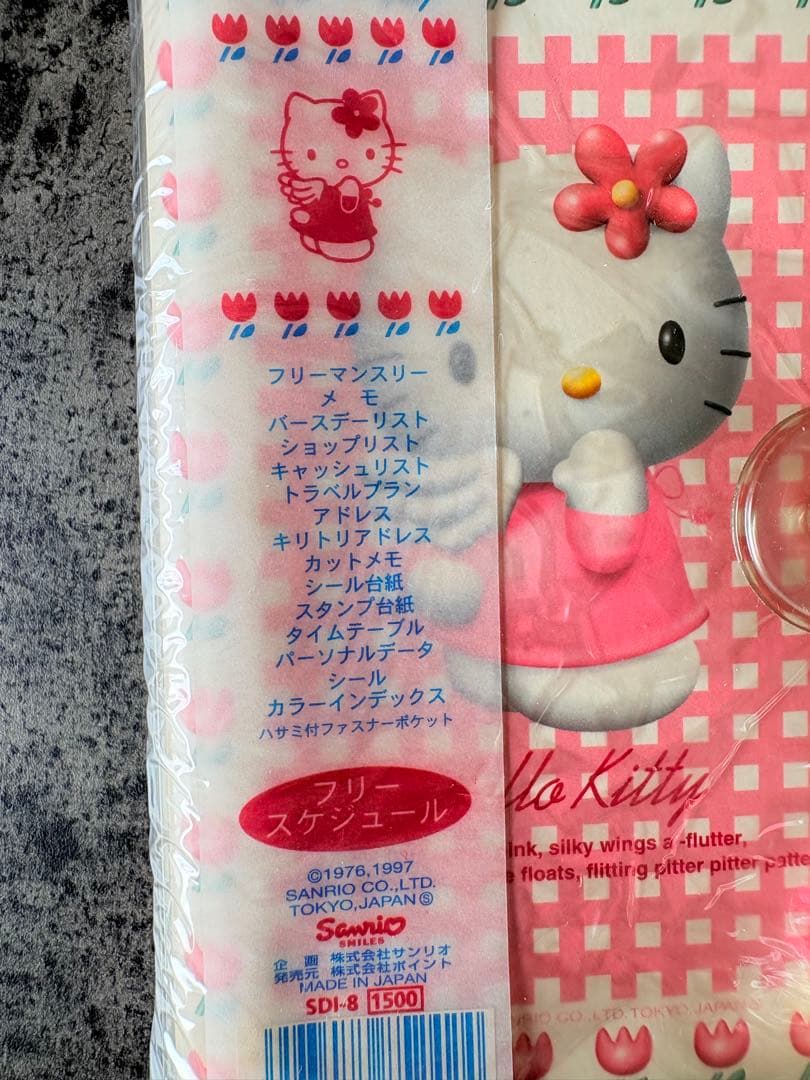 フリーマンスリー
メ モ
バースデーリスト
ショップリスト
キャッシュリスト
トラベルプラン
アドレス
キリトリアドレス
カットメモ
シール台紙
スタンプ台紙
タイムテーブル
パーソナルデータ
シール
カラーインデックス
ハサミ付ファスナーポケット
フリー
スケジュール
©1976,1997
SANRIO CO.,LTD.
TOKYO,JAPAN Ⓢ
Sanrio
SMILES
企 画 株式会社サンリオ
発売元 株式会社ポイント
MADE IN JAPAN
SDI-8 1500
llo Kitty
ink, silky wings a -flutter,
floats, flitting pitter pitter patte
CO.,LTD.TOKYO,JAPAN Ⓢ